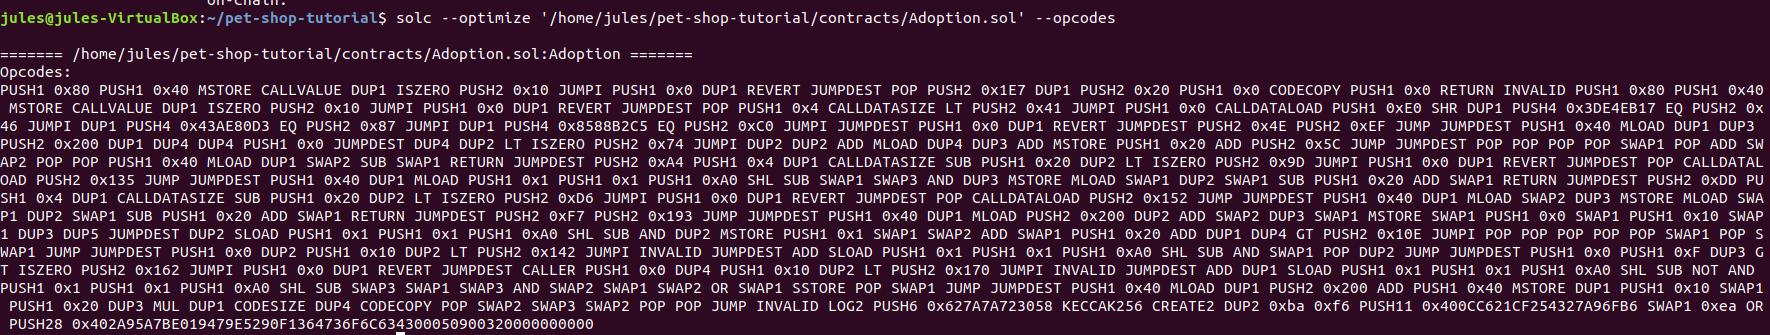 on-chain.
jules@jules-VirtualBox:~/pet-shop-tutorial$ solc --optimize '/home/jules/pet-shop-tutorial/contracts/Adoption.sol' --opcodes
======= /home/jules/pet-shop-tutorial/contracts/Adoption.sol:Adoption =======
Opcodes:
PUSH1 0x80 PUSH1 0x40 MSTORE CALLVALUE DUP1 ISZERO PUSH2 0x10 JUMPI PUSH1 0x0 DUP1 REVERT JUMPDEST POP PUSH2 0x1E7 DUP1 PUSH2 0x20 PUSH1 0x0 CODECOPY PUSH1 0x0 RETURN INVALID PUSH1 0x80 PUSH1 0x40
MSTORE CALLVALUE DUP1 ISZERO PUSH2 0x10 JUMPI PUSH1 0x0 DUP1 REVERT JUMPDEST POP PUSH1 0x4 CALLDATASIZE LT PUSH2 0x41 JUMPI PUSH1 0x0 CALLDATALOAD PUSH1 0xE0 SHR DUP1 PUSH4 0x3DE4EB17 EQ PUSH2 0x
46 JUMPI DUP1 PUSH4 0x43AE80D3 EQ PUSH2 0x87 JUMPI DUP1 PUSH4 0x8588B2C5 EQ PUSH2 0xC0 JUMPI JUMPDEST PUSH1 0x0 DUP1 REVERT JUMPDEST PUSH2 0x4E PUSH2 0xEF JUMP JUMPDEST PUSH1 0x40 MLOAD DUP1 DUP3
PUSH2 0x200 DUP1 DUP4 DUP4 PUSH1 0x0 JUMPDEST DUP4 DUP2 LT ISZERO PUSH2 0x74 JUMPI DUP2 DUP2 ADD MLOAD DUP4 DUP3 ADD MSTORE PUSH1 0x20 ADD PUSH2 0x5C JUMP JUMPDEST POP POP POP POP SWAP1 POP ADD SW
AP2 POP POP PUSH1 0x40 MLOAD DUP1 SWAP2 SUB SWAP1 RETURN JUMPDEST PUSH2 0xA4 PUSH1 0x4 DUP1 CALLDATASIZE SUB PUSH1 0x20 DUP2 LT ISZERO PUSH2 0x9D JUMPI PUSH1 0x0 DUP1 REVERT JUMPDEST POP CALLDATAL
OAD PUSH2 0x135 JUMP JUMPDEST PUSH1 0x40 DUP1 MLOAD PUSH1 0x1 PUSH1 0x1 PUSH1 0xA0 SHL SUB SWAP1 SWAP3 AND DUP3 MSTORE MLOAD SWAP1 DUP2 SWAP1 SUB PUSH1 0x20 ADD SWAP1 RETURN JUMPDEST PUSH2 0xDD PU
SH1 0x4 DUP1 CALLDATASIZE SUB PUSH1 0x20 DUP2 LT ISZERO PUSH2 0xD6 JUMPI PUSH1 0x0 DUP1 REVERT JUMPDEST POP CALLDATALOAD PUSH2 0x152 JUMP JUMPDEST PUSH1 0x40 DUP1 MLOAD SWAP2 DUP3 MSTORE MLOAD SWA
P1 DUP2 SWAP1 SUB PUSH1 0x20 ADD SWAP1 RETURN JUMPDEST PUSH2 0xF7 PUSH2 0x193 JUMP JUMPDEST PUSH1 0x40 DUP1 MLOAD PUSH2 0x200 DUP2 ADD SWAP2 DUP3 SWAP1 MSTORE SWAP1 PUSH1 0x0 SWAP1 PUSH1 0x10 SWAP
1 DUP3 DUP5 JUMPDEST DUP2 SLOAD PUSH1 0x1 PUSH1 0x1 PUSH1 0xA0 SHL SUB AND DUP2 MSTORE PUSH1 0x1 SWAP1 SWAP2 ADD SWAP1 PUSH1 0x20 ADD DUP1 DUP4 GT PUSH2 0x10E JUMPI POP POP POP POP POP SWAP1 POP S
WAP1 JUMP JUMPDEST PUSH1 0x0 DUP2 PUSH1 0x10 DUP2 LT PUSH2 0x142 JUMPI INVALID JUMPDEST ADD SLOAD PUSH1 0x1 PUSH1 0x1 PUSH1 0xA0 SHL SUB AND SWAP1 POP DUP2 JUMP JUMPDEST PUSH1 0x0 PUSH1 0xF DUP3 G
T ISZERO PUSH2 0x162 JUMPI PUSH1 0x0 DUP1 REVERT JUMPDEST CALLER PUSH1 0x0 DUP4 PUSH1 0x10 DUP2 LT PUSH2 0x170 JUMPI INVALID JUMPDEST ADD DUP1 SLOAD PUSH1 0x1 PUSH1 0x1 PUSH1 0xA0 SHL SUB NOT AND
PUSH1 0x1 PUSH1 0x1 PUSH1 0xA0 SHL SUB SWAP3 SWAP1 SWAP3 AND SWAP2 SWAP1 SWAP2 OR SWAP1 SSTORE POP SWAP1 JUMP JUMPDEST PUSH1 0x40 MLOAD DUP1 PUSH2 0x200 ADD PUSH1 0x40 MSTORE DUP1 PUSH1 0x10 SWAP1
PUSH1 0x20 DUP3 MUL DUP1 CODESIZE DUP4 CODECOPY POP SWAP2 SWAP3 SWAP2 POP POP JUMP INVALID LOG2 PUSH6 0x627A7A723058 KECCAK256 CREATE2 DUP2 0xba 0xf6 PUSH11 0x400CC621CF254327A96FB6 SWAP1 0xea OR
PUSH28 0x402A95A7BE019479E5290F1364736F6C634300050900320000000000